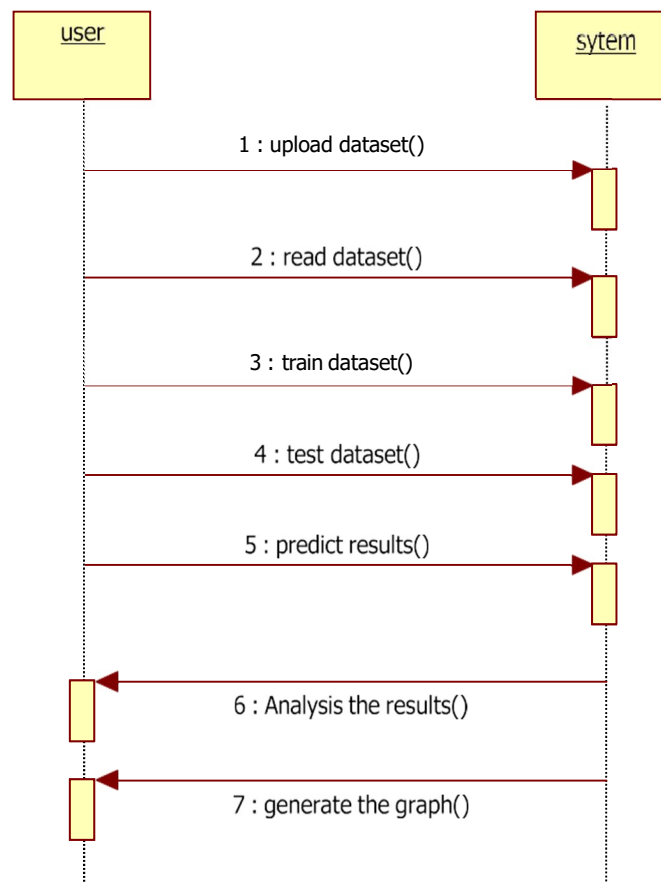 user
sytem
1 : upload dataset()
2 : read dataset()
3 : train dataset()
4 : test dataset()
5 : predict results()
6 : Analysis the results()
7 : generate the graph()